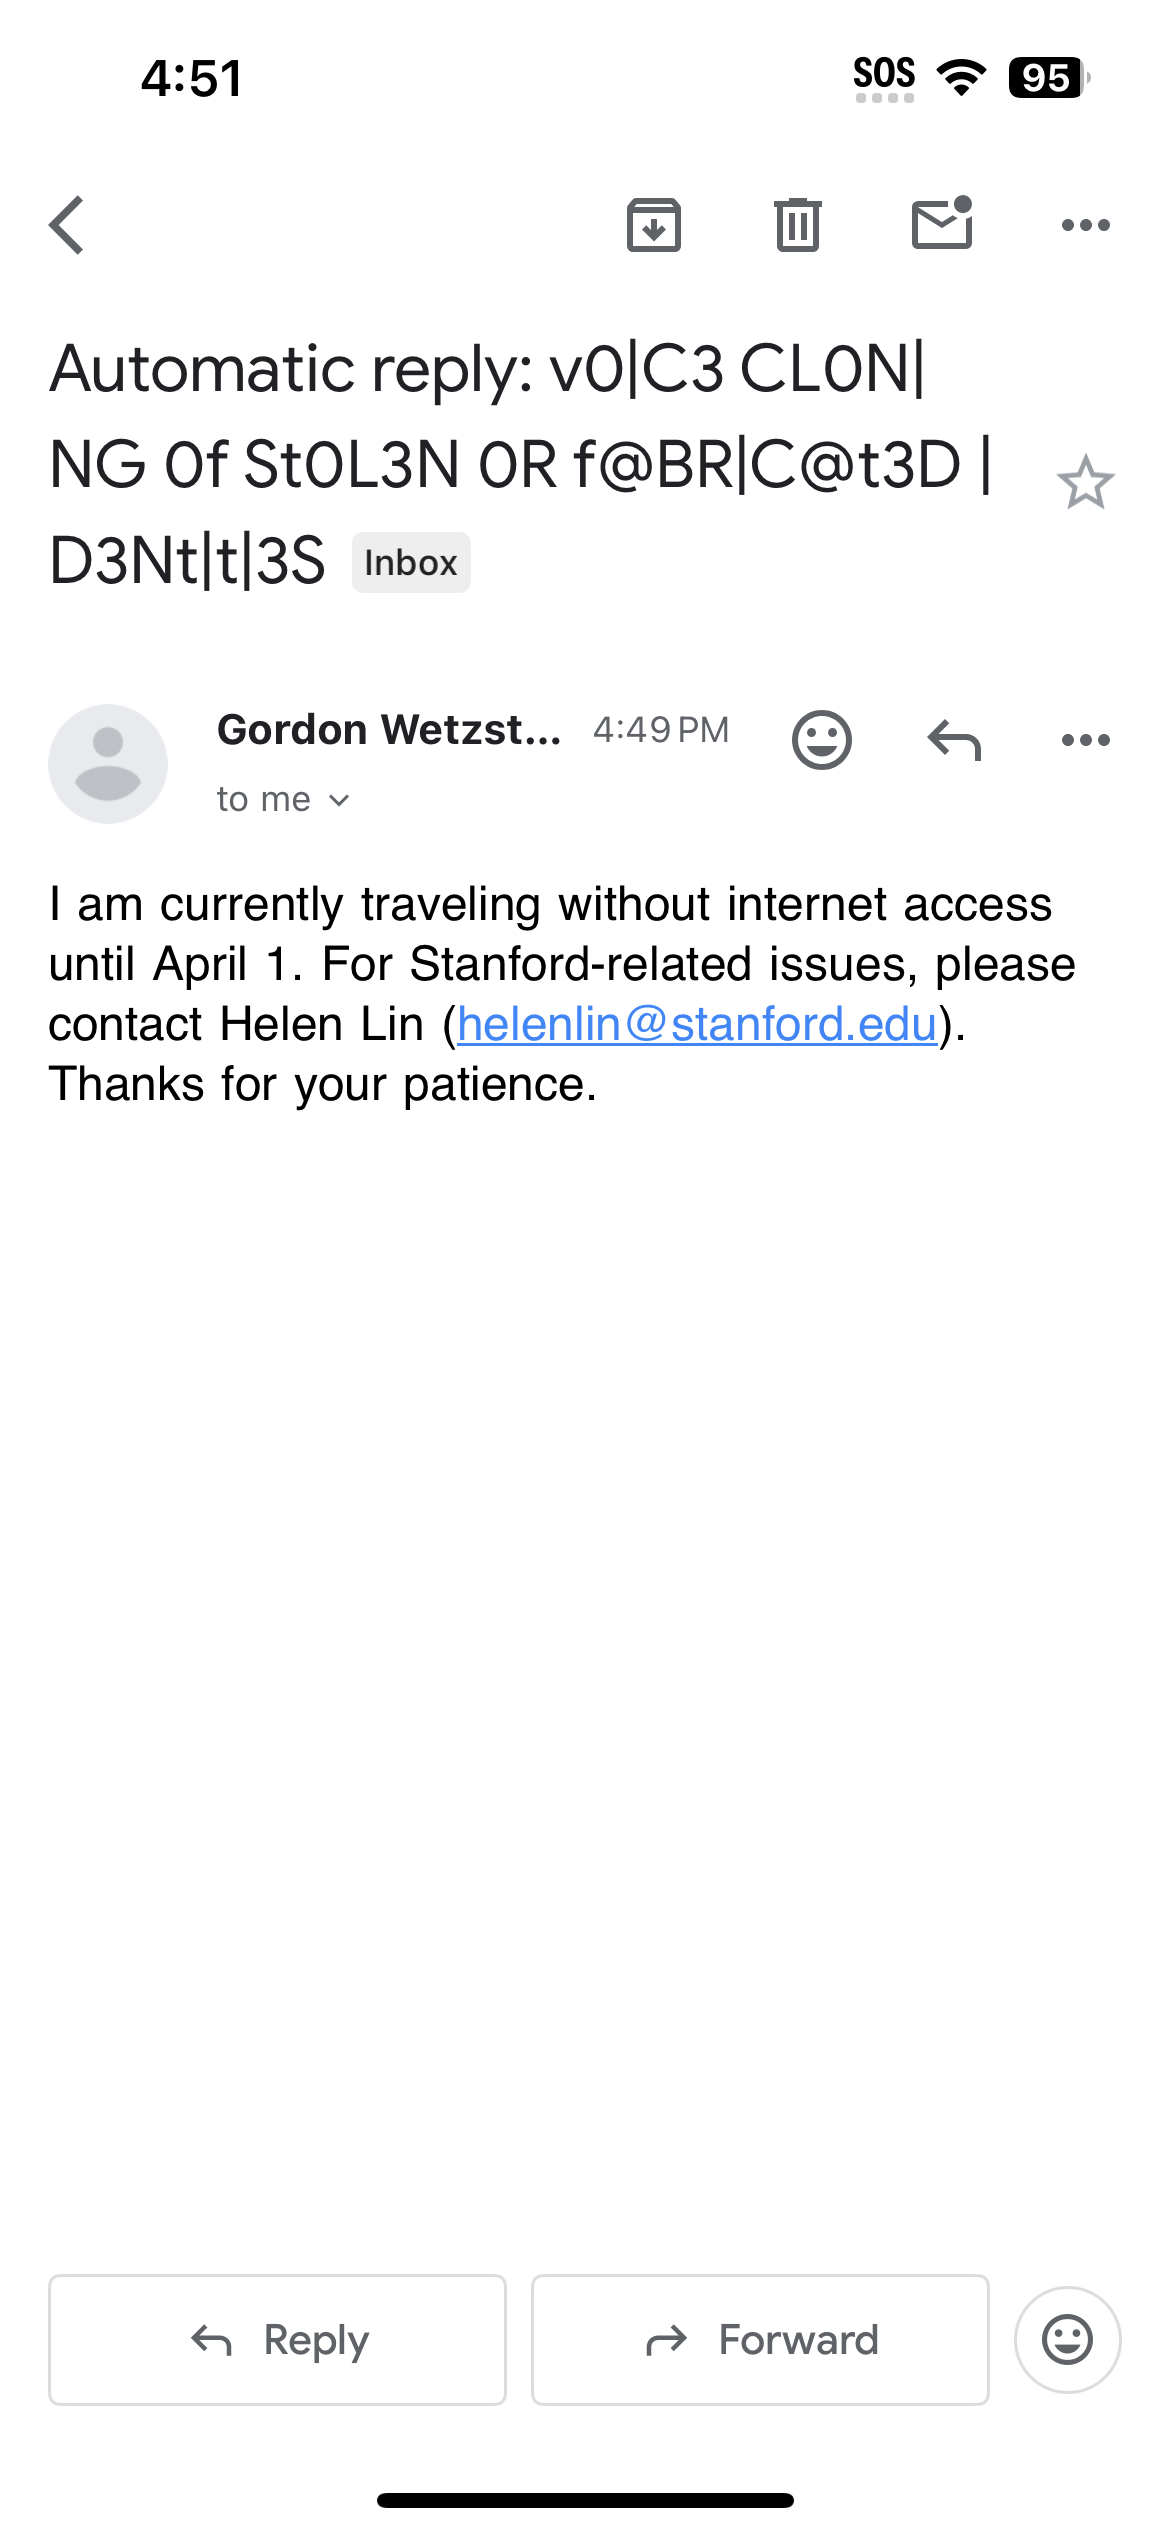 4:51
SOS
95
Automatic reply: v0|C3 CL0N|
NG 0f St0L3N 0R f@BR|C@t3D |
D3Nt|t|3S Inbox
Gordon Wetzst... 4:49 PM
to me
I am currently traveling without internet access
until April 1. For Stanford-related issues, please
contact Helen Lin (helenlin@stanford.edu).
Thanks for your patience.
Reply
Forward